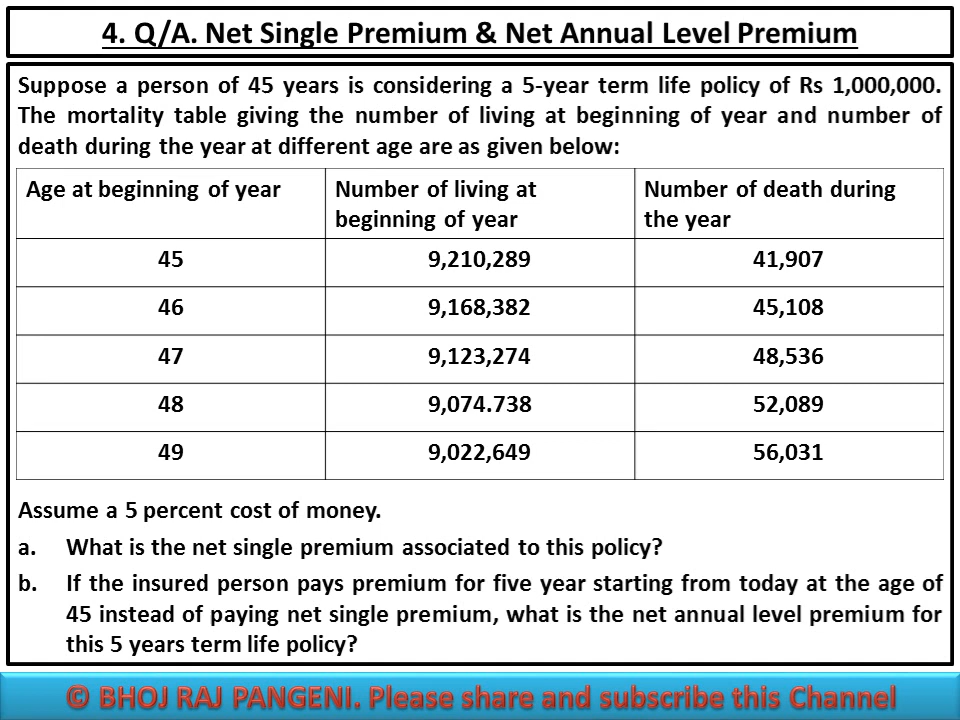 4. Q/A. Net Single Premium & Net Annual Level Premium
Suppose a person of 45 years is considering a 5-year term life policy of Rs 1,000,000.
The mortality table giving the number of living at beginning of year and number of
death during the year at different age are as given below:
Age at beginning of year Number of living at Number of death during
beginning of year the year
45 9,210,289 41,907
46 9,168,382 45,108
47 9,123,274 48,536
48 9,074.738 52,089
49 9,022,649 56,031
Assume a 5 percent cost of money.
a. What is the net single premium associated to this policy?
b. If the insured person pays premium for five year starting from today at the age of
45 instead of paying net single premium, what is the net annual level premium for
this 5 years term life policy?
© BHOJ RAJ PANGENI. Please share and subscribe this Channel